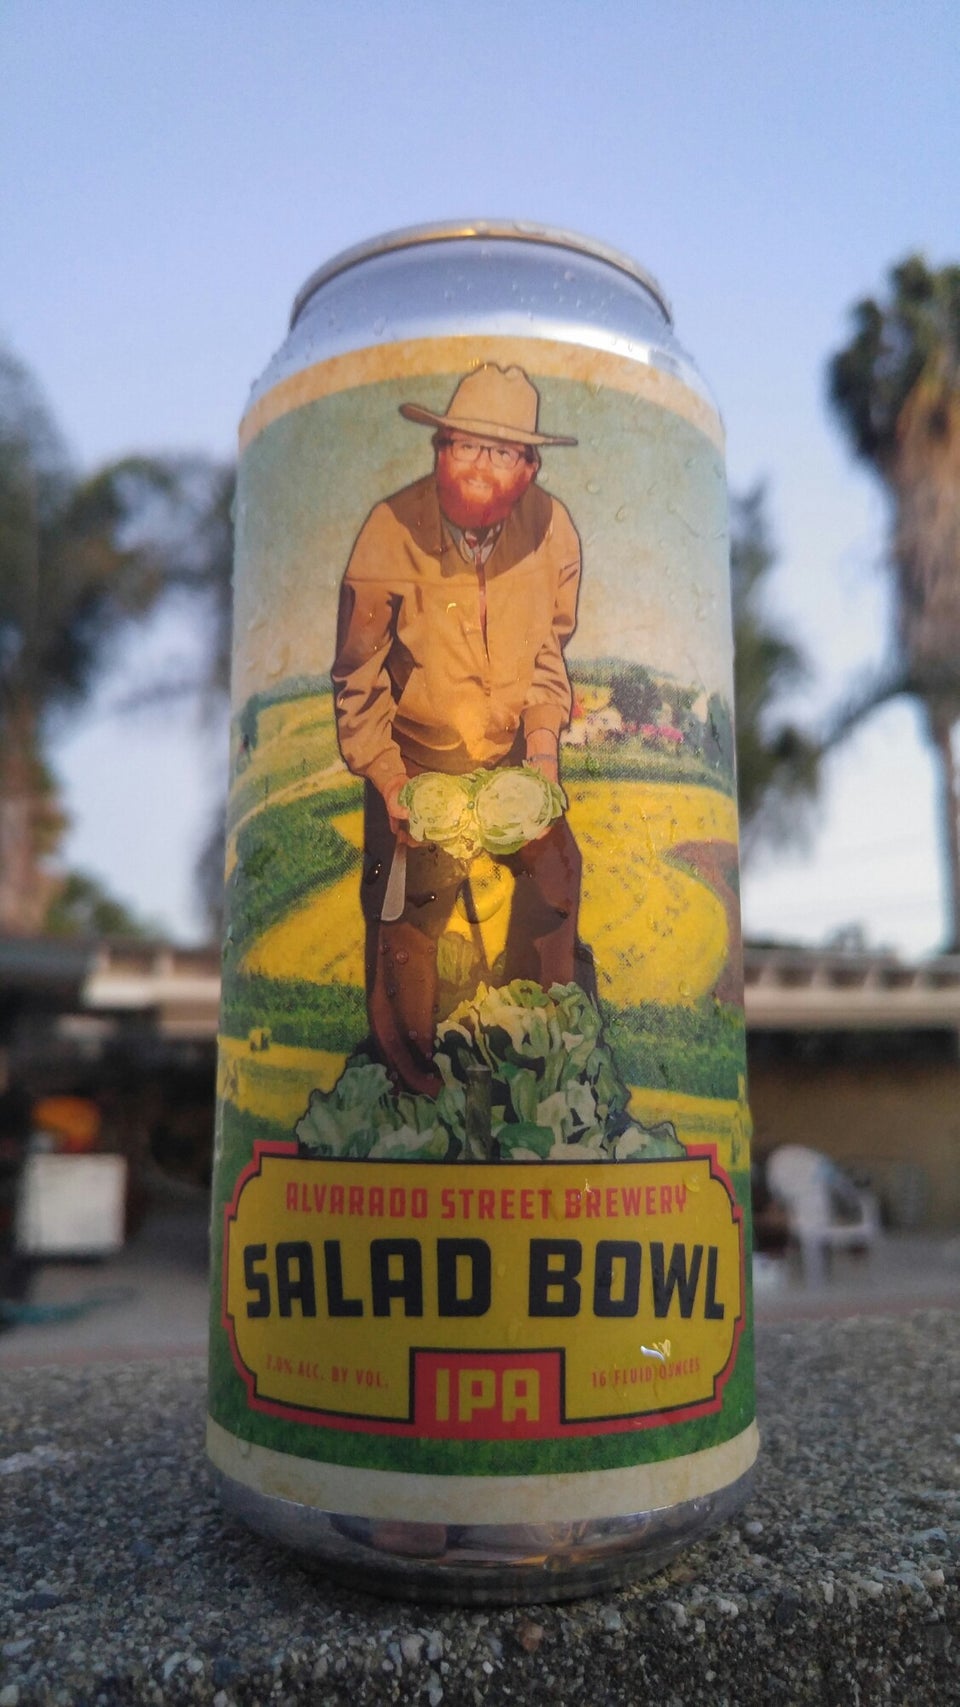 ALVARADO STREET BREWERY
SALAD BOWL
7.0% ALC. BY VOL.
IPA
16 FLUID OUNCES